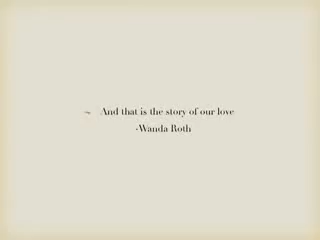 ~ And that is the story of our love
-Wanda Roth